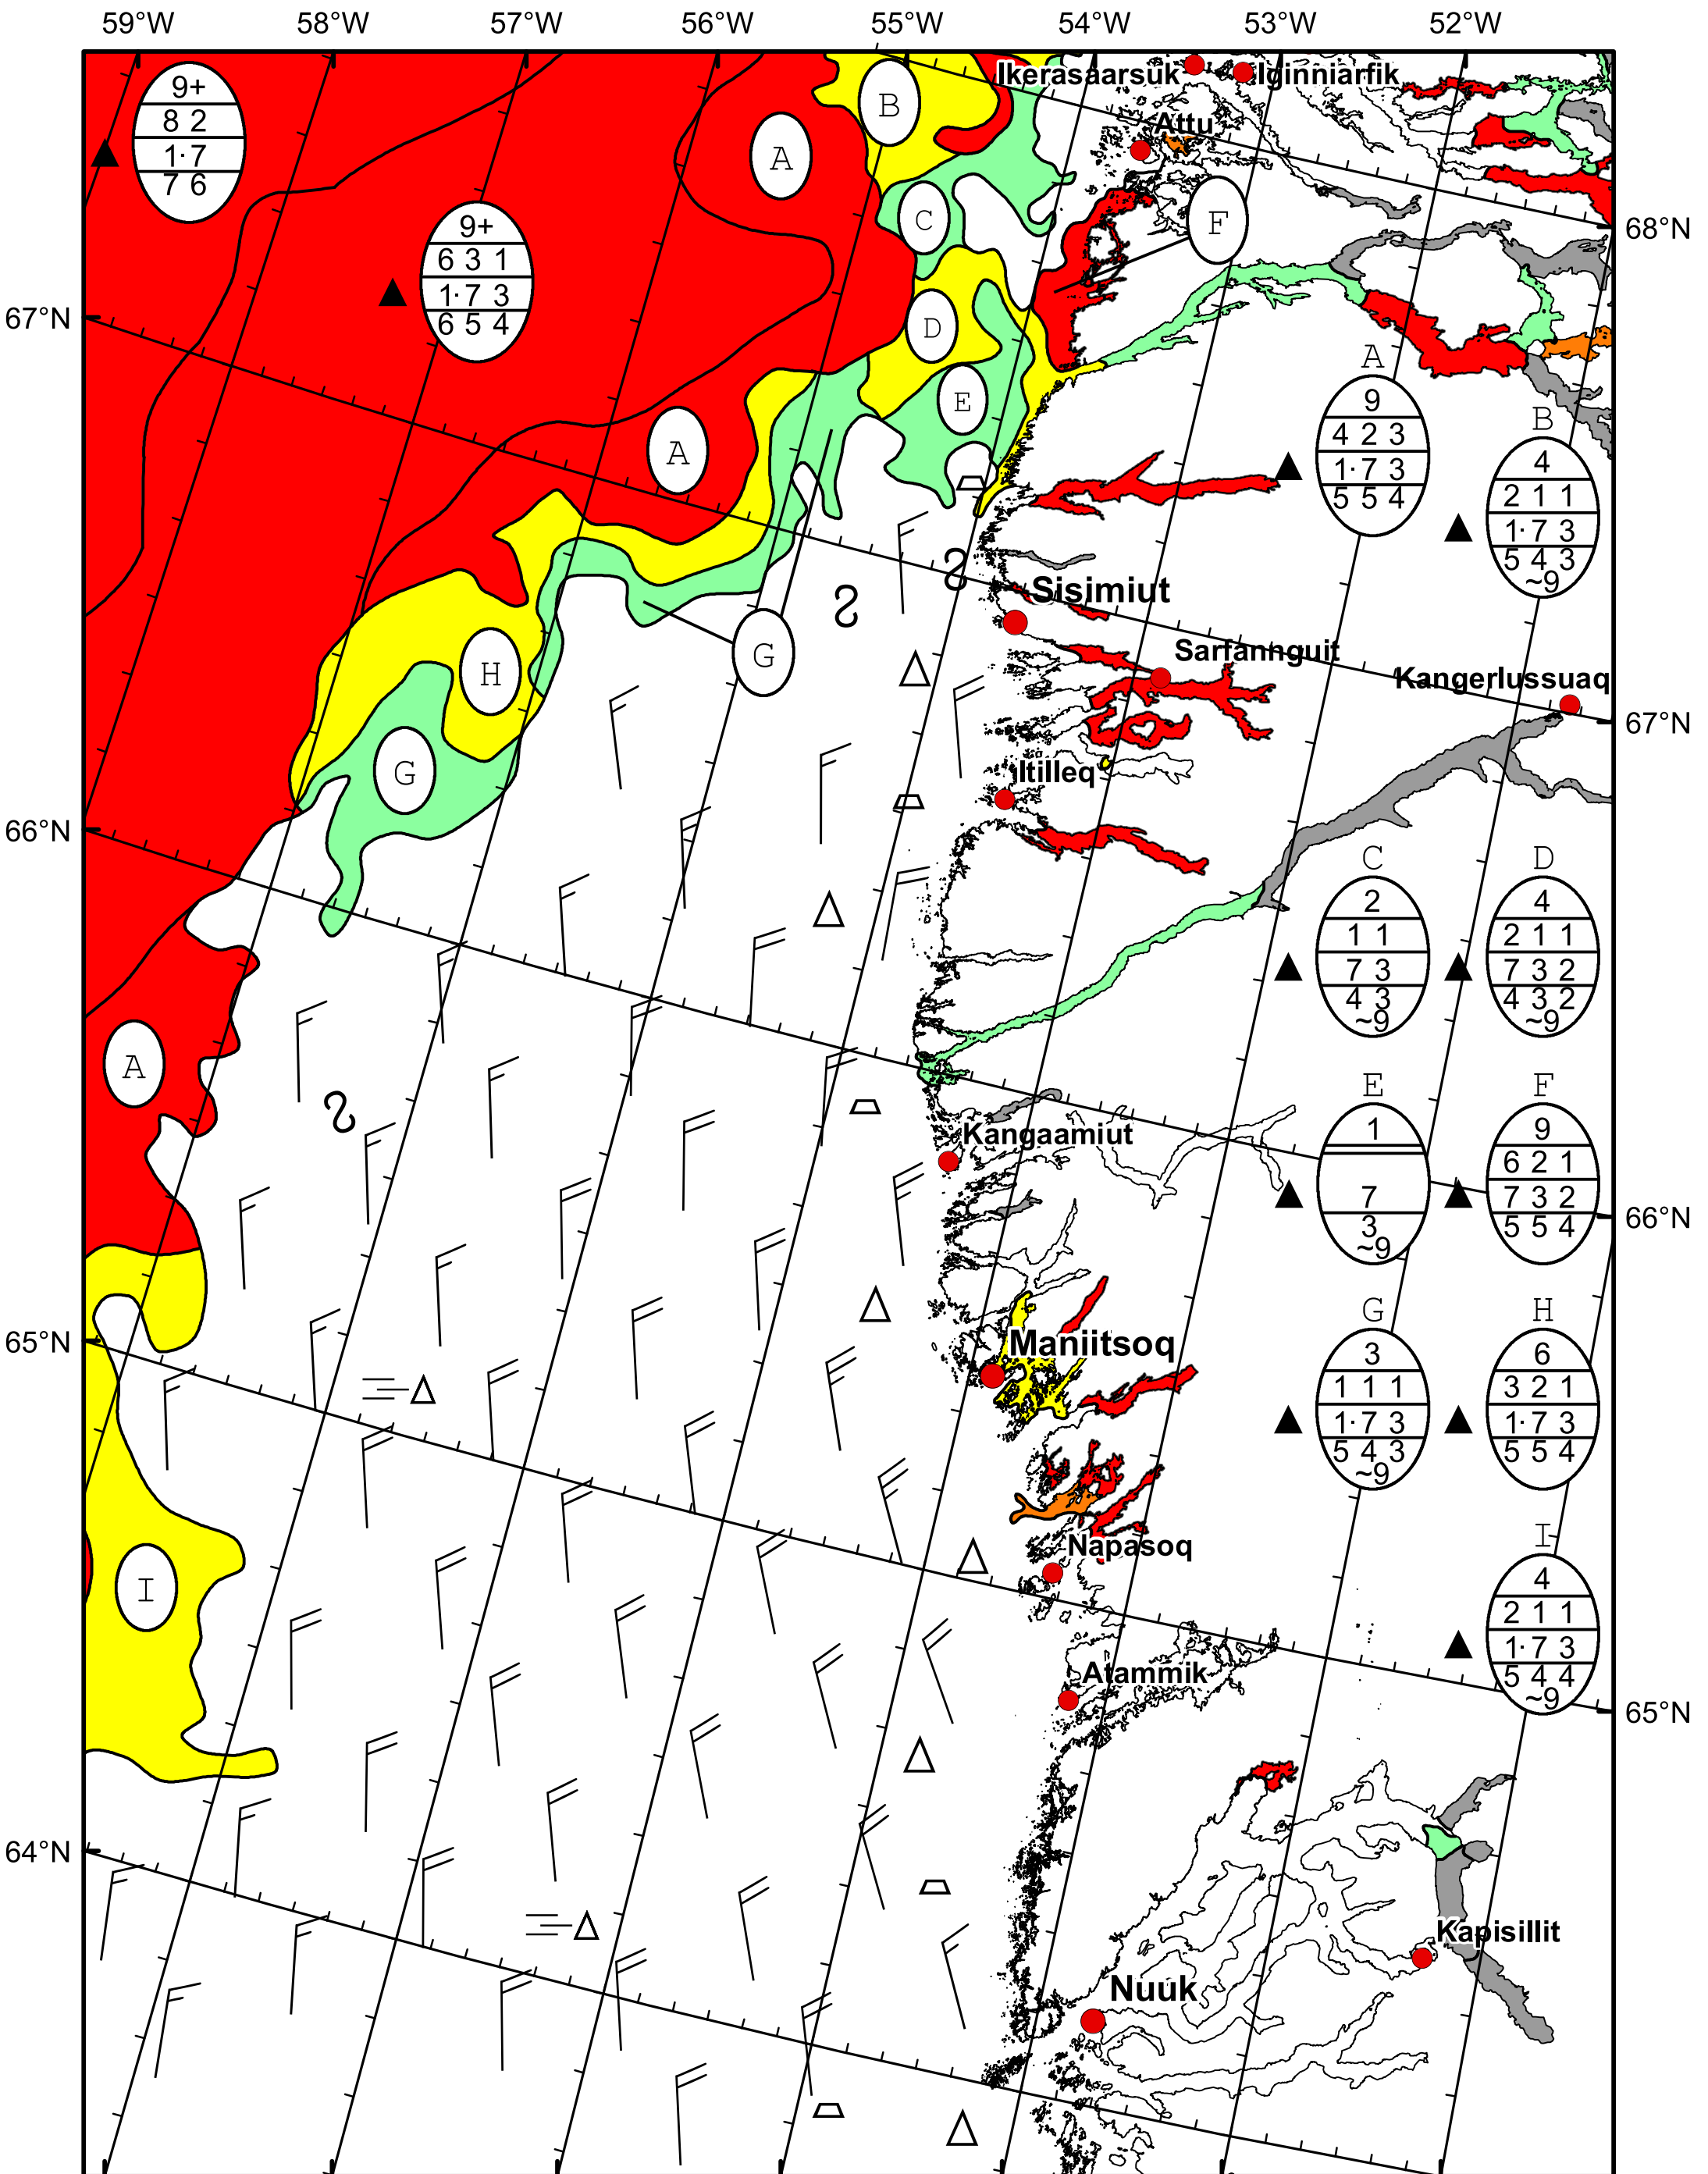 59°W 58°W 57°W 56°W 55°W 54°W 53°W 52°W
Ikerasaarsuk
Iginniarfik
9+
8 2
1· 7
7 6
B
Attu
A
C
F
9+
6 3 1
1· 7 3
6 5 4
68°N
67°N
D
E
A
A
9
4 2 3
1· 7 3
5 5 4
B
4
2 1 1
1· 7 3
5 4 3
~9
Sisimiut
Sarfannguit
Kangerlussuaq
G
H
67°N
G
Itilleq
66°N
C
2
1 1
7 3
4 3
~9
D
4
2 1 1
7 3 2
4 3 2
~9
A
E
1
7
3
~9
F
9
6 2 1
7 3 2
5 5 4
Kangaamiut
66°N
65°N
Maniitsoq
G
3
1 1 1
1· 7 3
5 4 3
~9
H
6
3 2 1
1· 7 3
5 5 4
Napasoq
I
I
4
2 1 1
1· 7 3
5 4 4
~9
Atammik
65°N
64°N
Kapisillit
Nuuk